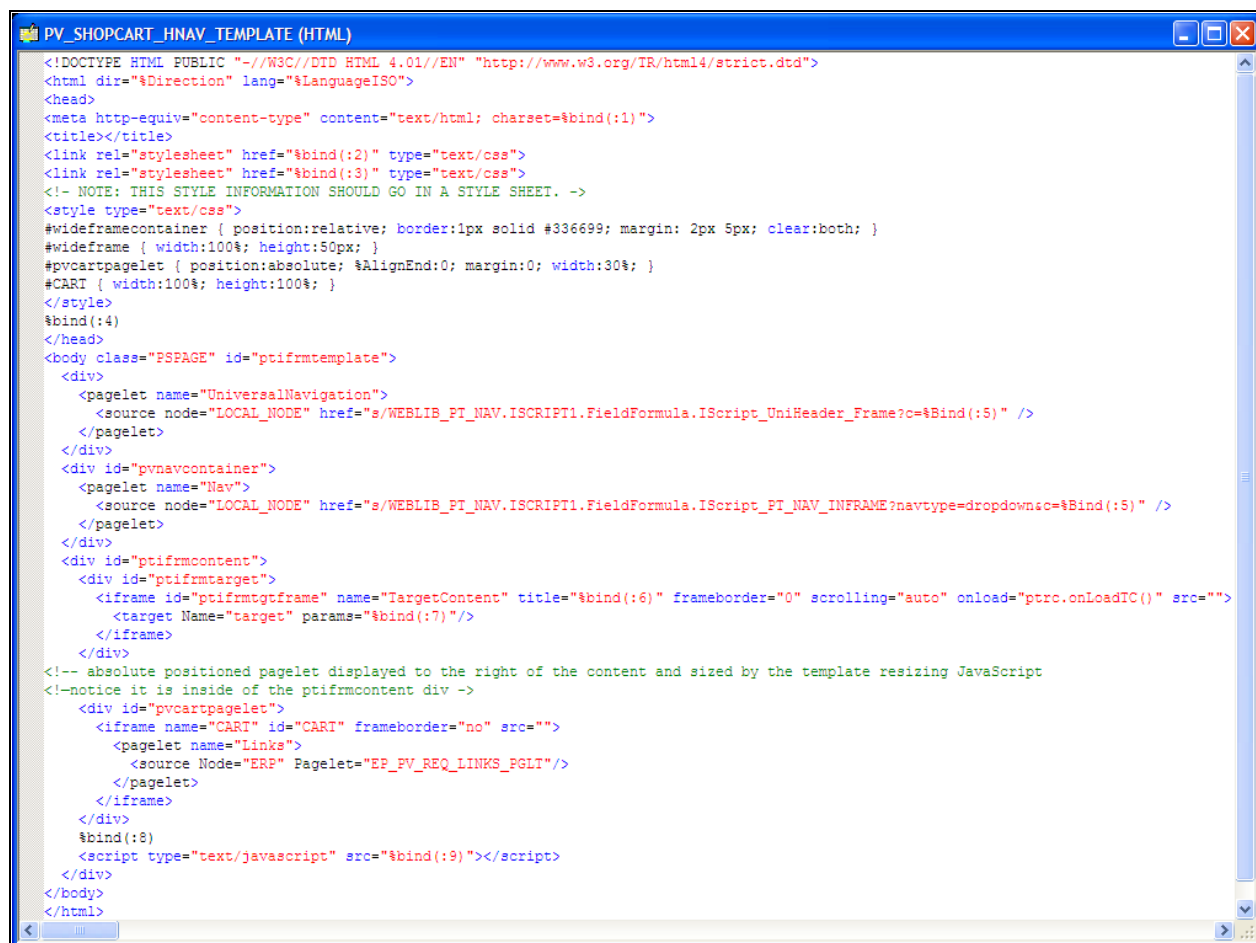 PV_SHOPCART_HNAV_TEMPLATE (HTML)
<!DOCTYPE HTML PUBLIC "-//W3C//DTD HTML 4.01//EN" "http://www.w3.org/TR/html4/strict.dtd">
<html dir="%Direction" lang="%LanguageISO">
<head>
<meta http-equiv="content-type" content="text/html; charset=%bind(:1)">
<title></title>
<link rel="stylesheet" href="%bind(:2)" type="text/css">
<link rel="stylesheet" href="%bind(:3)" type="text/css">
<!- NOTE: THIS STYLE INFORMATION SHOULD GO IN A STYLE SHEET. ->
<style type="text/css">
#wideframecontainer { position:relative; border:1px solid #336699; margin: 2px 5px; clear:both; }
#wideframe { width:100%; height:50px; }
#pvcartpagelet { position:absolute; %AlignEnd:0; margin:0; width:30%; }
#CART { width:100%; height:100%; }
</style>
%bind(:4)
</head>
<body class="PSPAGE" id="ptifrmtemplate">
<div>
<pagelet name="UniversalNavigation">
<source node="LOCAL_NODE" href="s/WEBLIB_PT_NAV.ISCRIPT1.FieldFormula.IScript_UniHeader_Frame?c=%Bind(:5)" />
</pagelet>
</div>
<div id="pvnavcontainer">
<pagelet name="Nav">
<source node="LOCAL_NODE" href="s/WEBLIB_PT_NAV.ISCRIPT1.FieldFormula.IScript_PT_NAV_INFRAME?navtype=dropdown&c=%Bind(:5)" />
</pagelet>
</div>
<div id="ptifrmcontent">
<div id="ptifrmtarget">
<iframe id="ptifrmtgtframe" name="TargetContent" title="%bind(:6)" frameborder="0" scrolling="auto" onload="ptrc.onLoadTC()" src="">
<target Name="target" params="%bind(:7)"/>
</iframe>
</div>
<!-- absolute positioned pagelet displayed to the right of the content and sized by the template resizing JavaScript
<!—notice it is inside of the ptifrmcontent div ->
<div id="pvcartpagelet">
<iframe name="CART" id="CART" frameborder="no" src="">
<pagelet name="Links">
<source Node="ERP" Pagelet="EP_PV_REQ_LINKS_PGLT"/>
</pagelet>
</iframe>
</div>
%bind(:8)
<script type="text/javascript" src="%bind(:9)"></script>
</div>
</body>
</html>